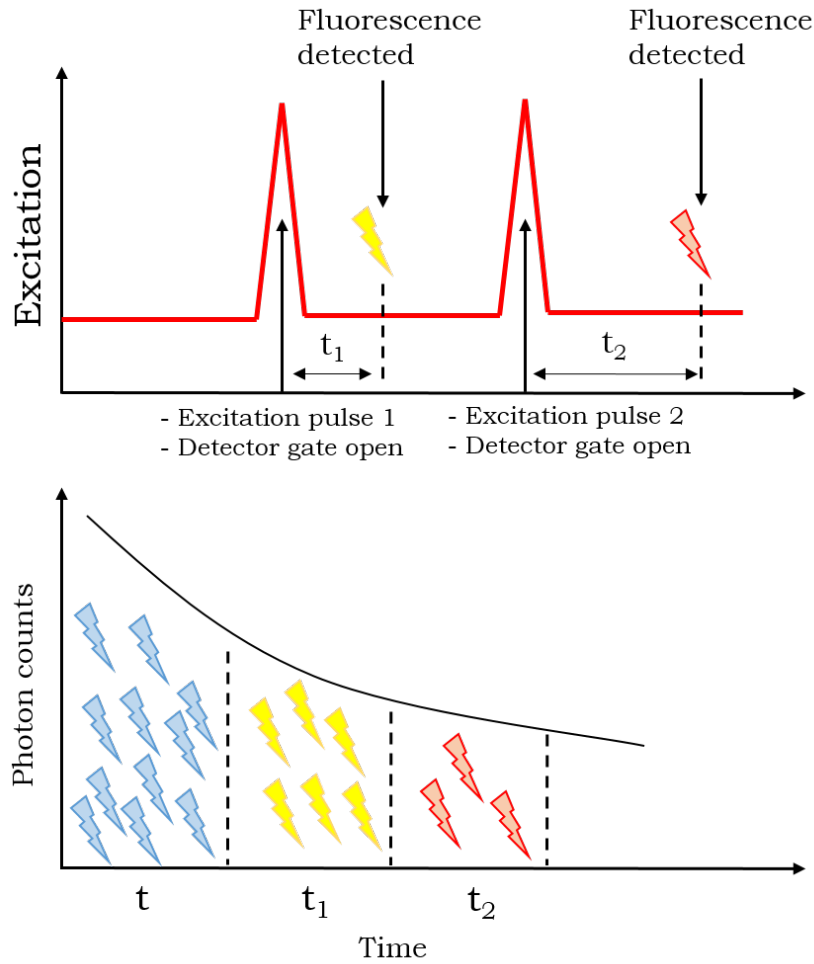 Fluorescence
detected
Fluorescence
detected
Excitation
t₁
t₂
- Excitation pulse 1
- Detector gate open
- Excitation pulse 2
- Detector gate open
Photon counts
t
t₁
t₂
Time